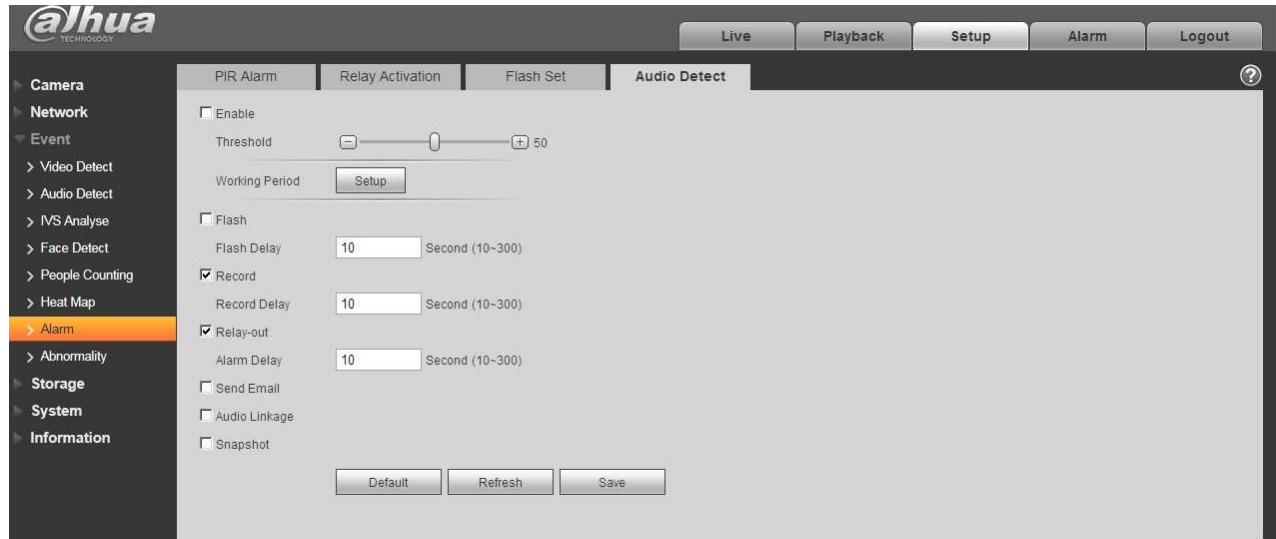 alhua
TECHNOLOGY
Live Playback Setup Alarm Logout
PIR Alarm Relay Activation Flash Set Audio Detect ?
Camera
Network
Event
> Video Detect
> Audio Detect
> IVS Analyse
> Face Detect
> People Counting
> Heat Map
> Alarm
> Abnormality
Storage
System
Information
Enable
Threshold 50
Working Period Setup
Flash
Flash Delay 10 Second (10~300)
Record
Record Delay 10 Second (10~300)
Relay-out
Alarm Delay 10 Second (10~300)
Send Email
Audio Linkage
Snapshot
Default Refresh Save